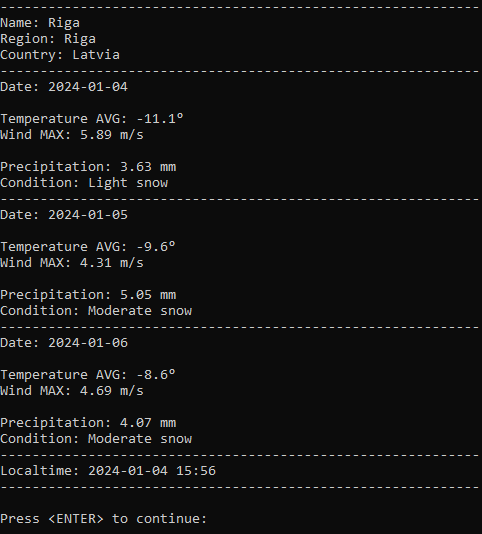 ------------------------------------------------------------
Name: Riga
Region: Riga
Country: Latvia
------------------------------------------------------------
Date: 2024-01-04
Temperature AVG: -11.1°
Wind MAX: 5.89 m/s
Precipitation: 3.63 mm
Condition: Light snow
------------------------------------------------------------
Date: 2024-01-05
Temperature AVG: -9.6°
Wind MAX: 4.31 m/s
Precipitation: 5.05 mm
Condition: Moderate snow
------------------------------------------------------------
Date: 2024-01-06
Temperature AVG: -8.6°
Wind MAX: 4.69 m/s
Precipitation: 4.07 mm
Condition: Moderate snow
------------------------------------------------------------
Localtime: 2024-01-04 15:56
------------------------------------------------------------
Press <ENTER> to continue: